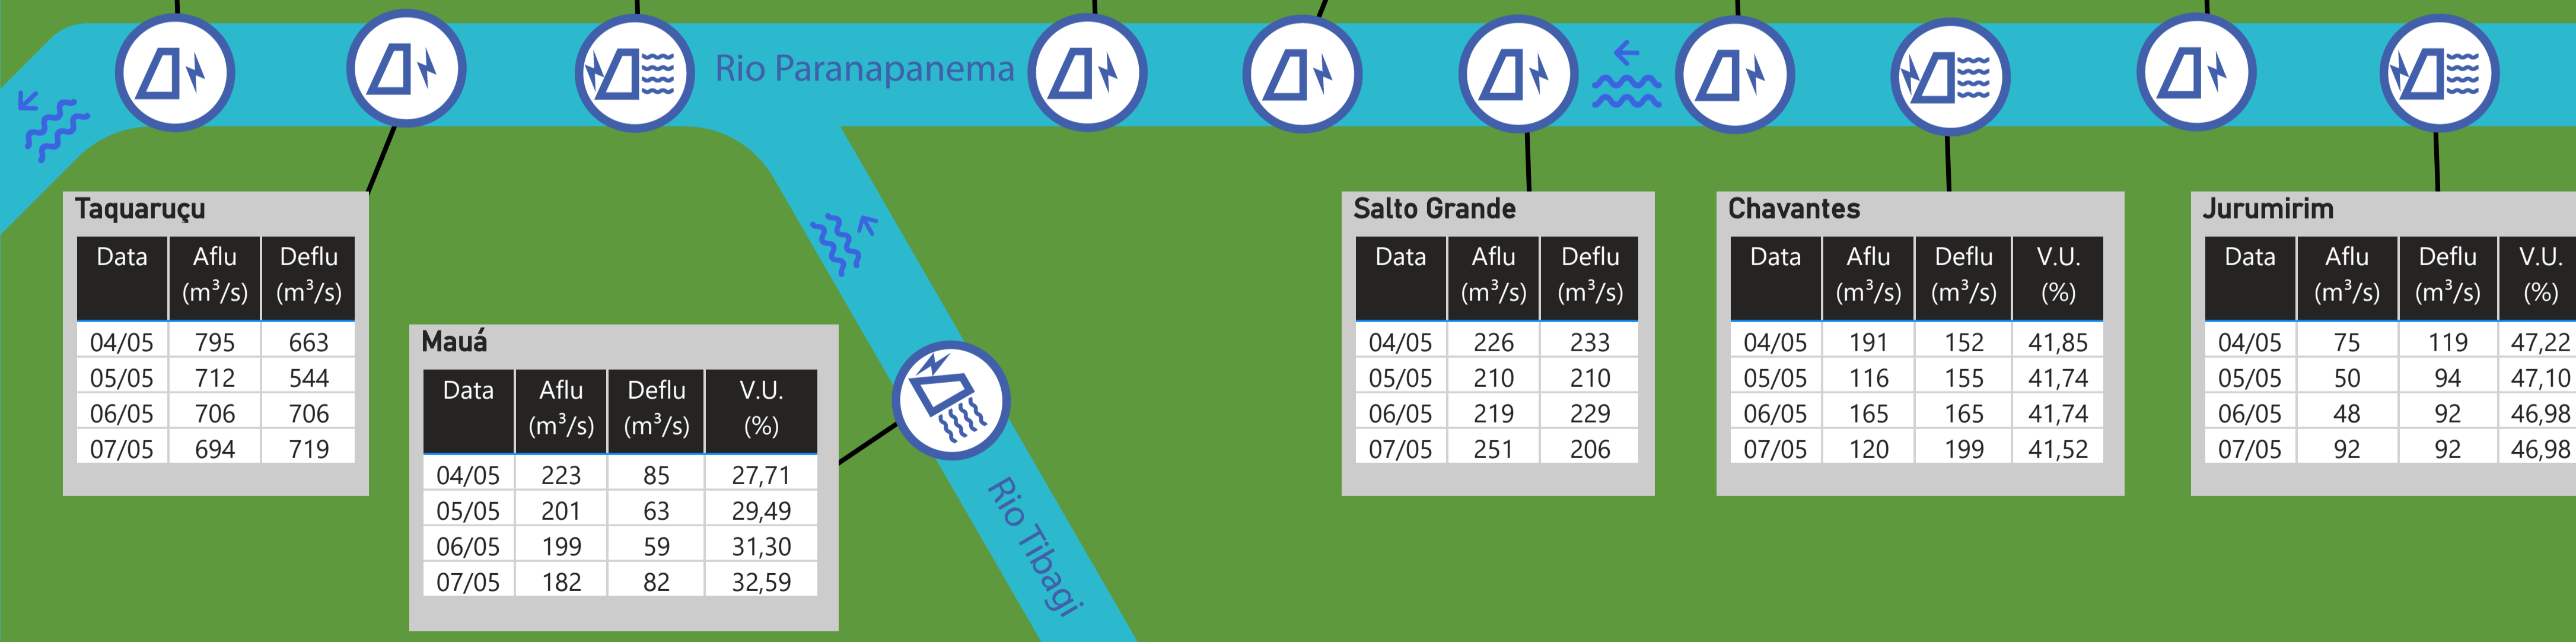 Rio Paranapanema
Taquaruçu
Data Aflu (m³/s) Deflu (m³/s)
04/05 795 663
05/05 712 544
06/05 706 706
07/05 694 719
Mauá
Data Aflu (m³/s) Deflu (m³/s) V.U. (%)
04/05 223 85 27,71
05/05 201 63 29,49
06/05 199 59 31,30
07/05 182 82 32,59
Rio Tibagi
Salto Grande
Data Aflu (m³/s) Deflu (m³/s)
04/05 226 233
05/05 210 210
06/05 219 229
07/05 251 206
Chavantes
Data Aflu (m³/s) Deflu (m³/s) V.U. (%)
04/05 191 152 41,85
05/05 116 155 41,74
06/05 165 165 41,74
07/05 120 199 41,52
Jurumirim
Data Aflu (m³/s) Deflu (m³/s) V.U. (%)
04/05 75 119 47,22
05/05 50 94 47,10
06/05 48 92 46,98
07/05 92 92 46,98